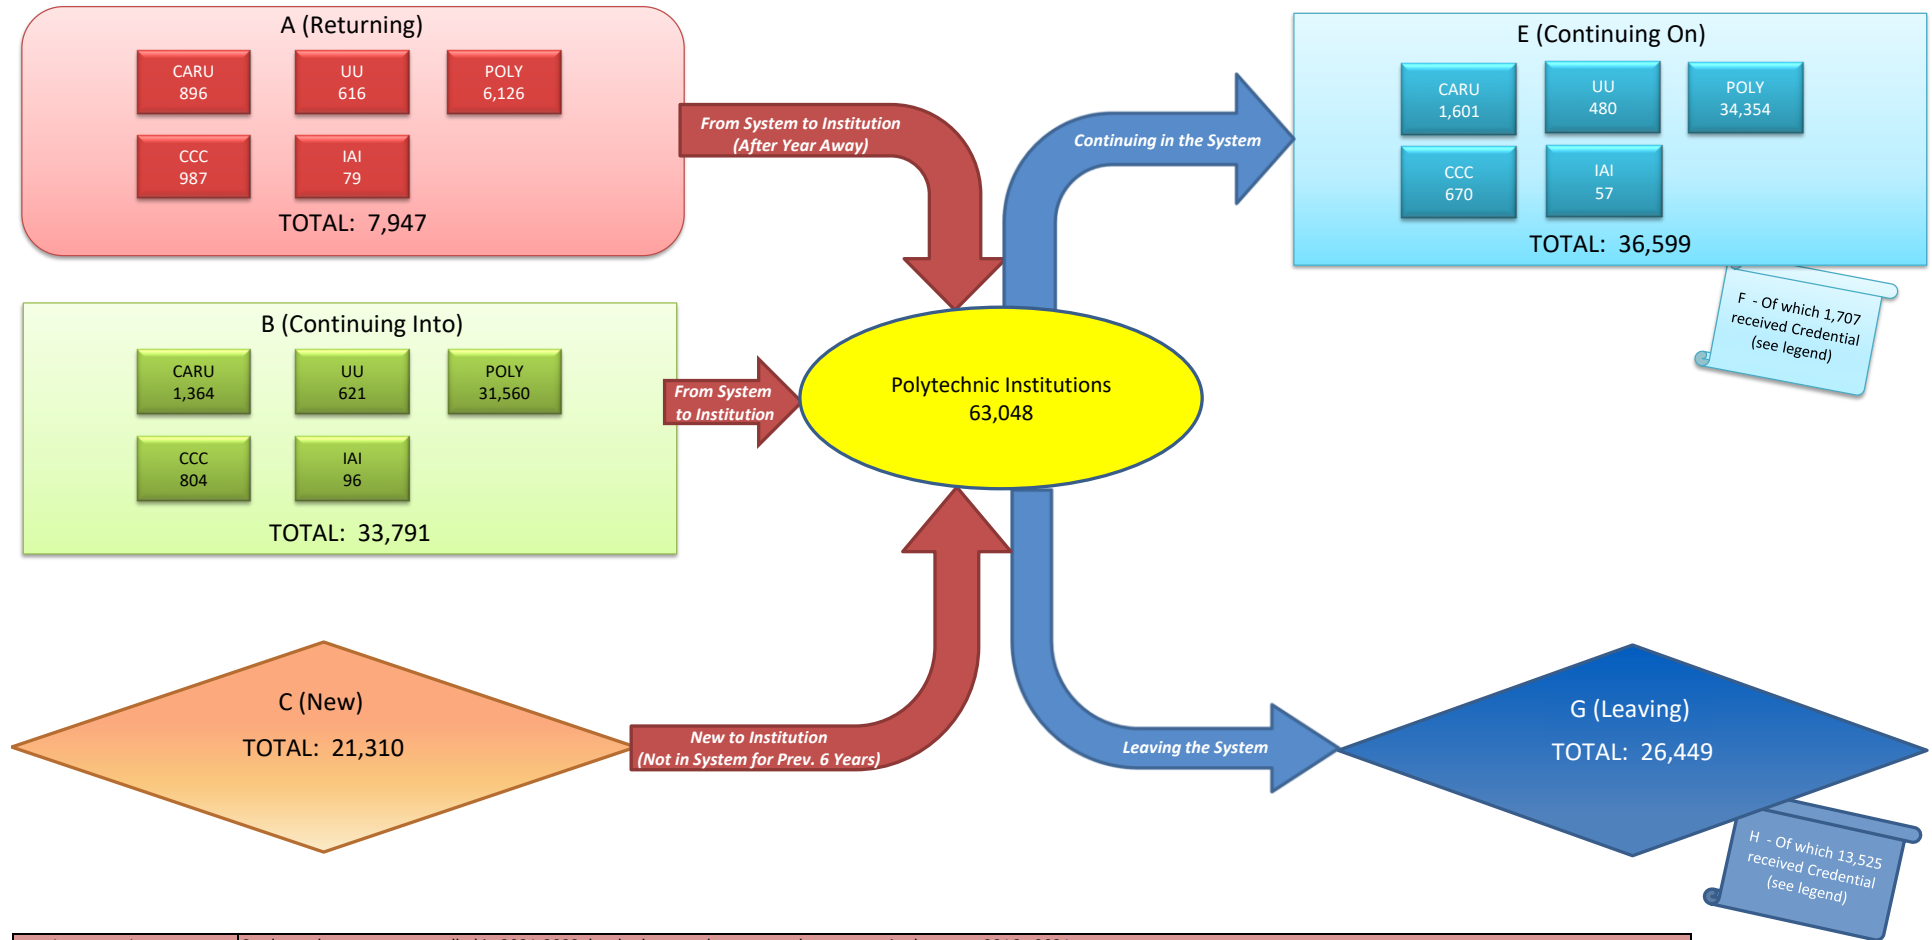 A (Returning)
CARU
896
UU
616
POLY
6,126
CCC
987
IAI
79
TOTAL:  7,947
From System to Institution
(After Year Away)
B (Continuing Into)
CARU
1,364
UU
621
POLY
31,560
CCC
804
IAI
96
TOTAL:  33,791
From System
to Institution
C (New)
TOTAL:  21,310
New to Institution
(Not in System for Prev. 6 Years)
Polytechnic Institutions
63,048
Continuing in the System
E (Continuing On)
CARU
1,601
UU
480
POLY
34,354
CCC
670
IAI
57
TOTAL:  36,599
F  - Of which 1,707
received Credential
(see legend)
Leaving the System
G (Leaving)
TOTAL:  26,449
H  - Of which 13,525
received Credential
(see legend)